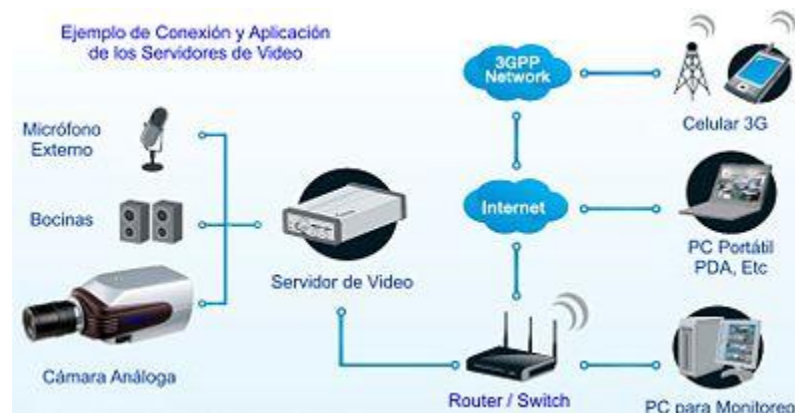 Ejemplo de Conexión y Aplicación
de los Servidores de Video
Micrófono
Externo
Bocinas
Cámara Análoga
Servidor de Video
3GPP
Network
Celular 3G
Internet
PC Portátil
PDA, Etc
Router / Switch
PC para Monitoreo